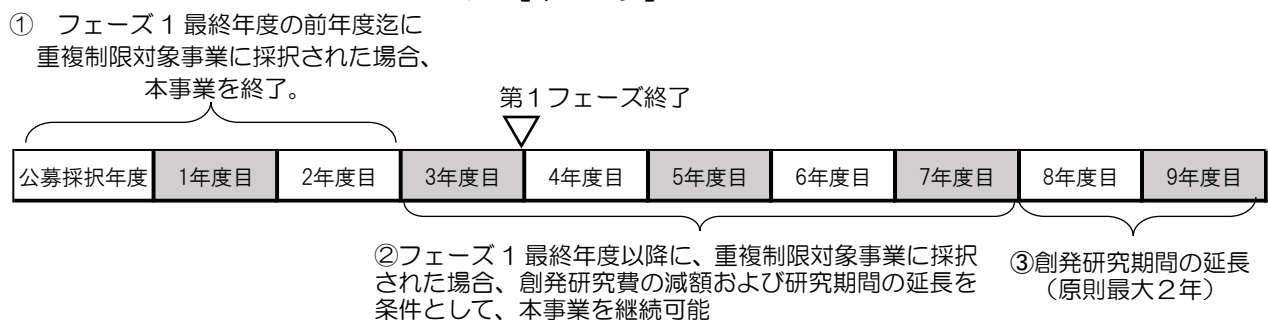 ①　フェーズ１最終年度の前年度迄に
重複制限対象事業に採択された場合、
本事業を終了。
第１フェーズ終了
公募採択年度 1年度目 2年度目 3年度目 4年度目 5年度目 6年度目 7年度目 8年度目 9年度目
②フェーズ１最終年度以降に、重複制限対象事業に採択
された場合、創発研究費の減額および研究期間の延長を
条件として、本事業を継続可能
③創発研究期間の延長
（原則最大２年）